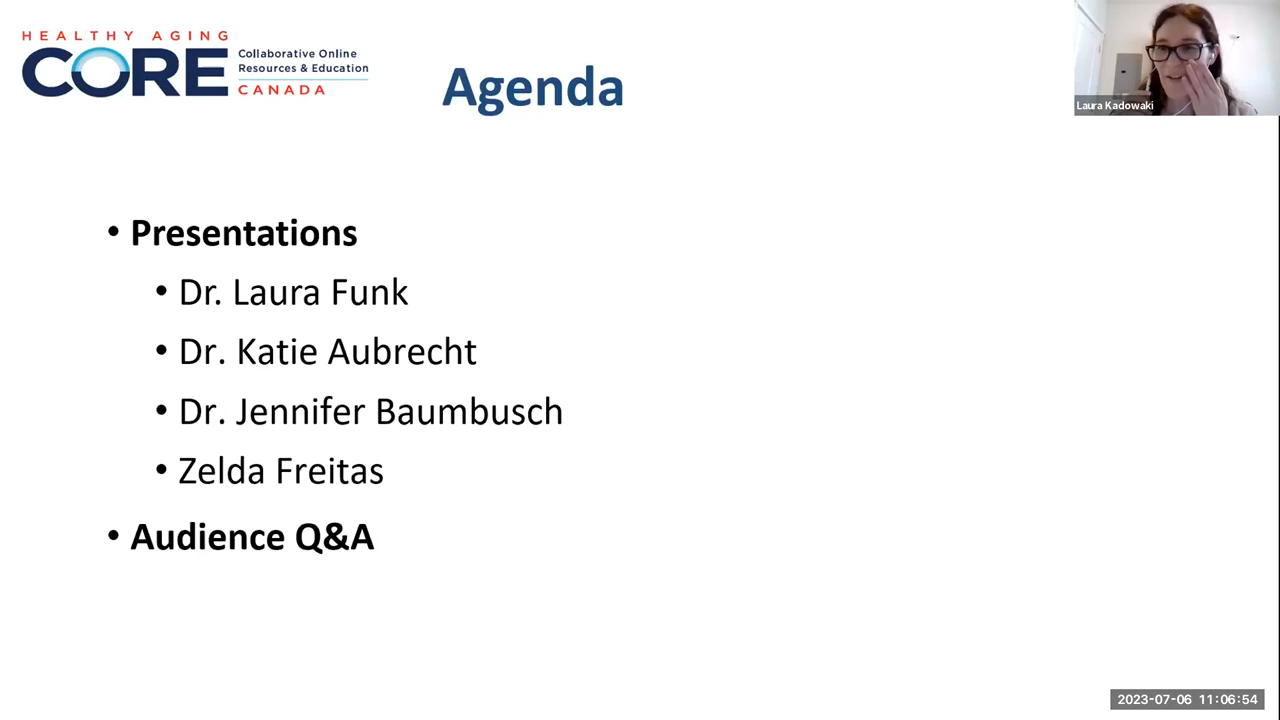 HEALTHY AGING
CORE
Collaborative Online
Resources & Education
CANADA
Agenda
Laura Kadowaki
• Presentations
• Dr. Laura Funk
• Dr. Katie Aubrecht
• Dr. Jennifer Baumbusch
• Zelda Freitas
• Audience Q&A
2023-07-06 11:06:54